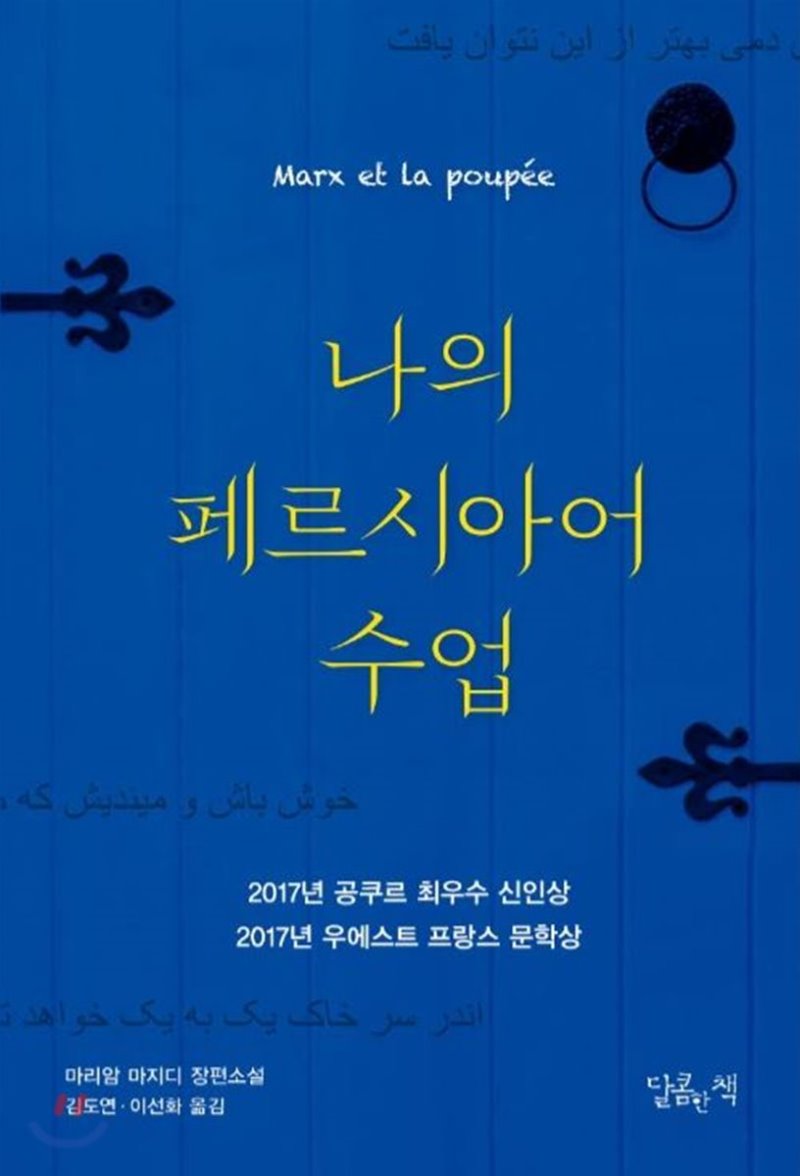 دمی بهتر از این نتوان یافت
Marx et la poupée
나의
페르시아어
수업
خوش باش و میندیش که
2017년 공쿠르 최우수 신인상
2017년 우에스트 프랑스 문학상
اندر سر خاک یک به یک خواهد
마리암 마지디 장편소설
김도연·이선화 옮김
달콤한책